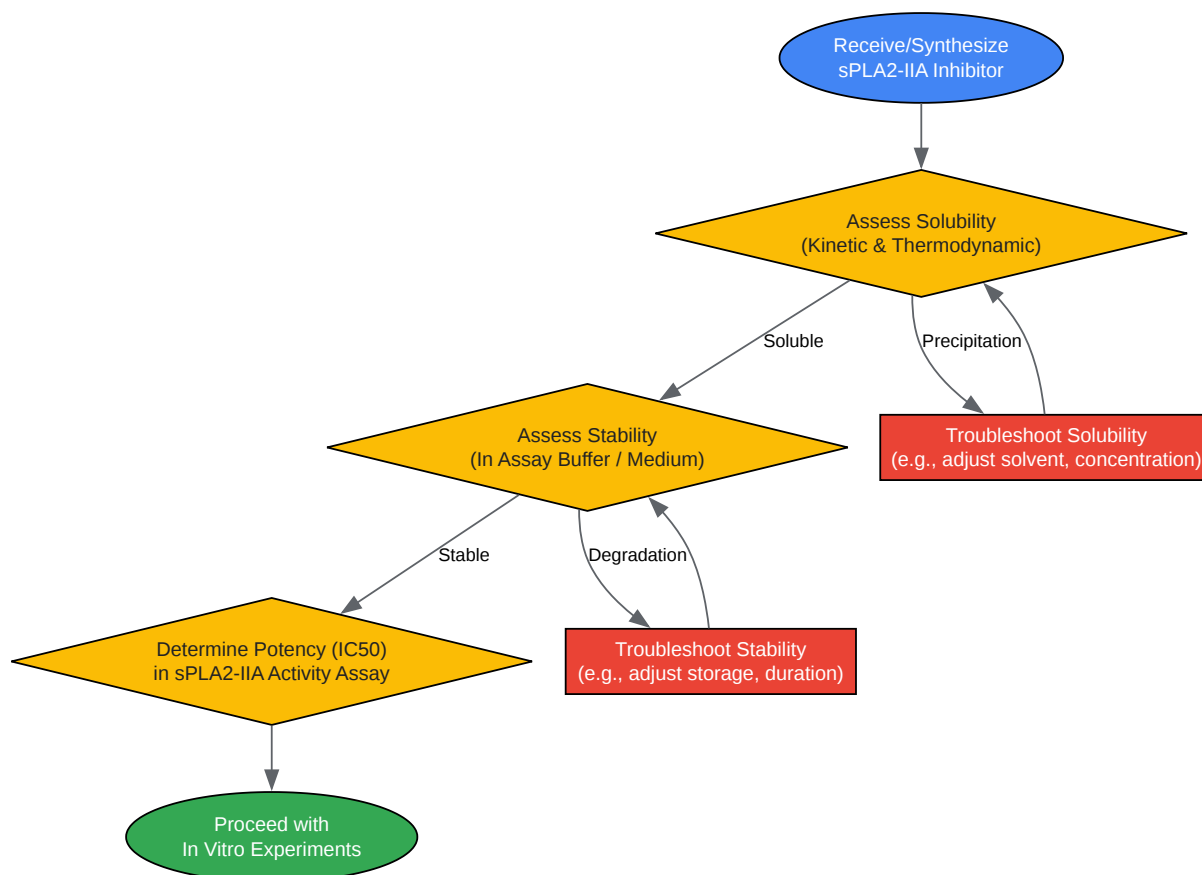 Receive/Synthesize
sPLA2-IIA Inhibitor
Assess Solubility
(Kinetic & Thermodynamic)
Soluble
Precipitation
Assess Stability
(In Assay Buffer / Medium)
Troubleshoot Solubility
(e.g., adjust solvent, concentration)
Stable
Degradation
Determine Potency (IC50)
in sPLA2-IIA Activity Assay
Troubleshoot Stability
(e.g., adjust storage, duration)
Proceed with
In Vitro Experiments